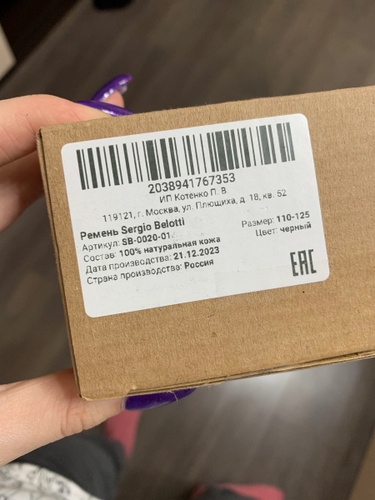 2038941767353
ИП Котенко П. В
119121, г. Москва, ул. Плющиха, д. 18, кв. 52
Ремень Sergio Belotti
Артикул: SB-0020-01
Размер: 110-125
Состав: 100% натуральная кожа
Цвет: черный
Дата производства: 21.12.2023
Страна производства: Россия
EAC